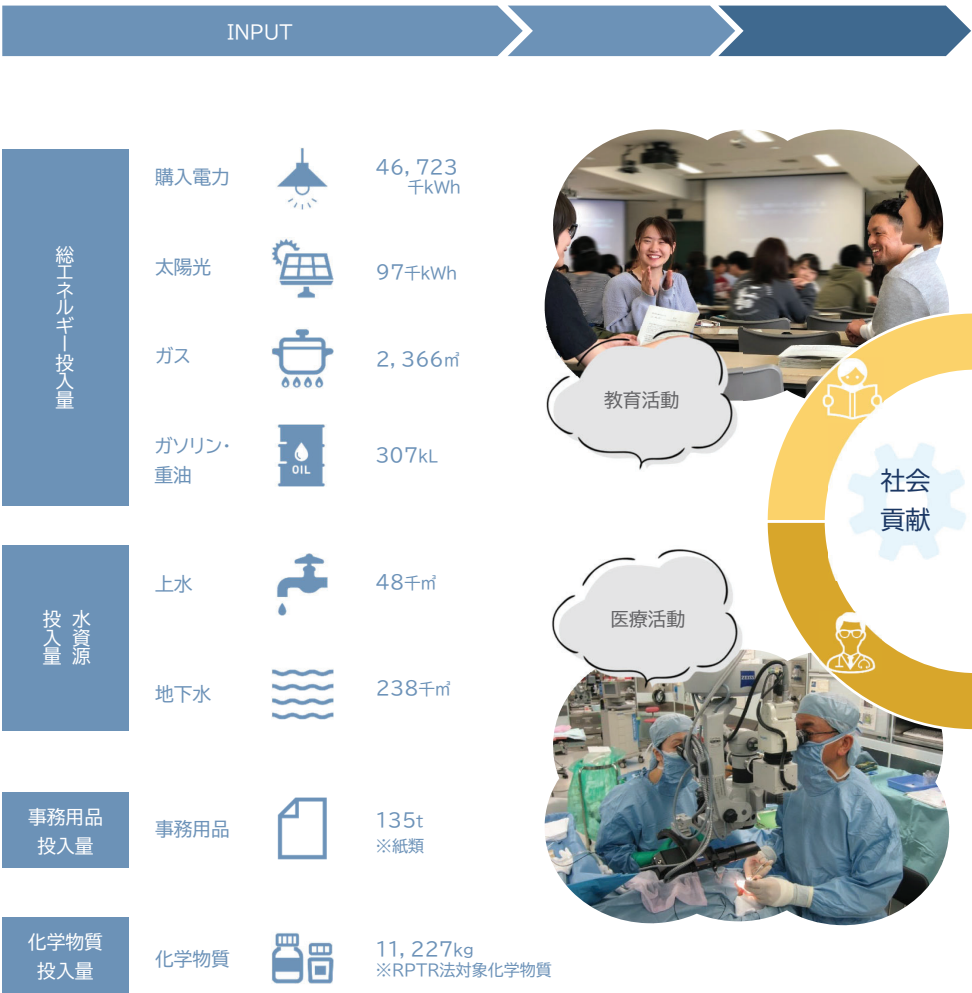 INPUT
総エネルギー投入量
購入電力
46,723
千kWh
太陽光
97千kWh
ガス
2,366㎥
ガソリン・
重油
OIL
307kL
水資源
投入量
上水
48千㎥
地下水
238千㎥
事務用品
投入量
事務用品
135t
※紙類
化学物質
投入量
化学物質
11,227kg
※RPTR法対象化学物質
教育活動
社会
貢献
医療活動
ZEISS